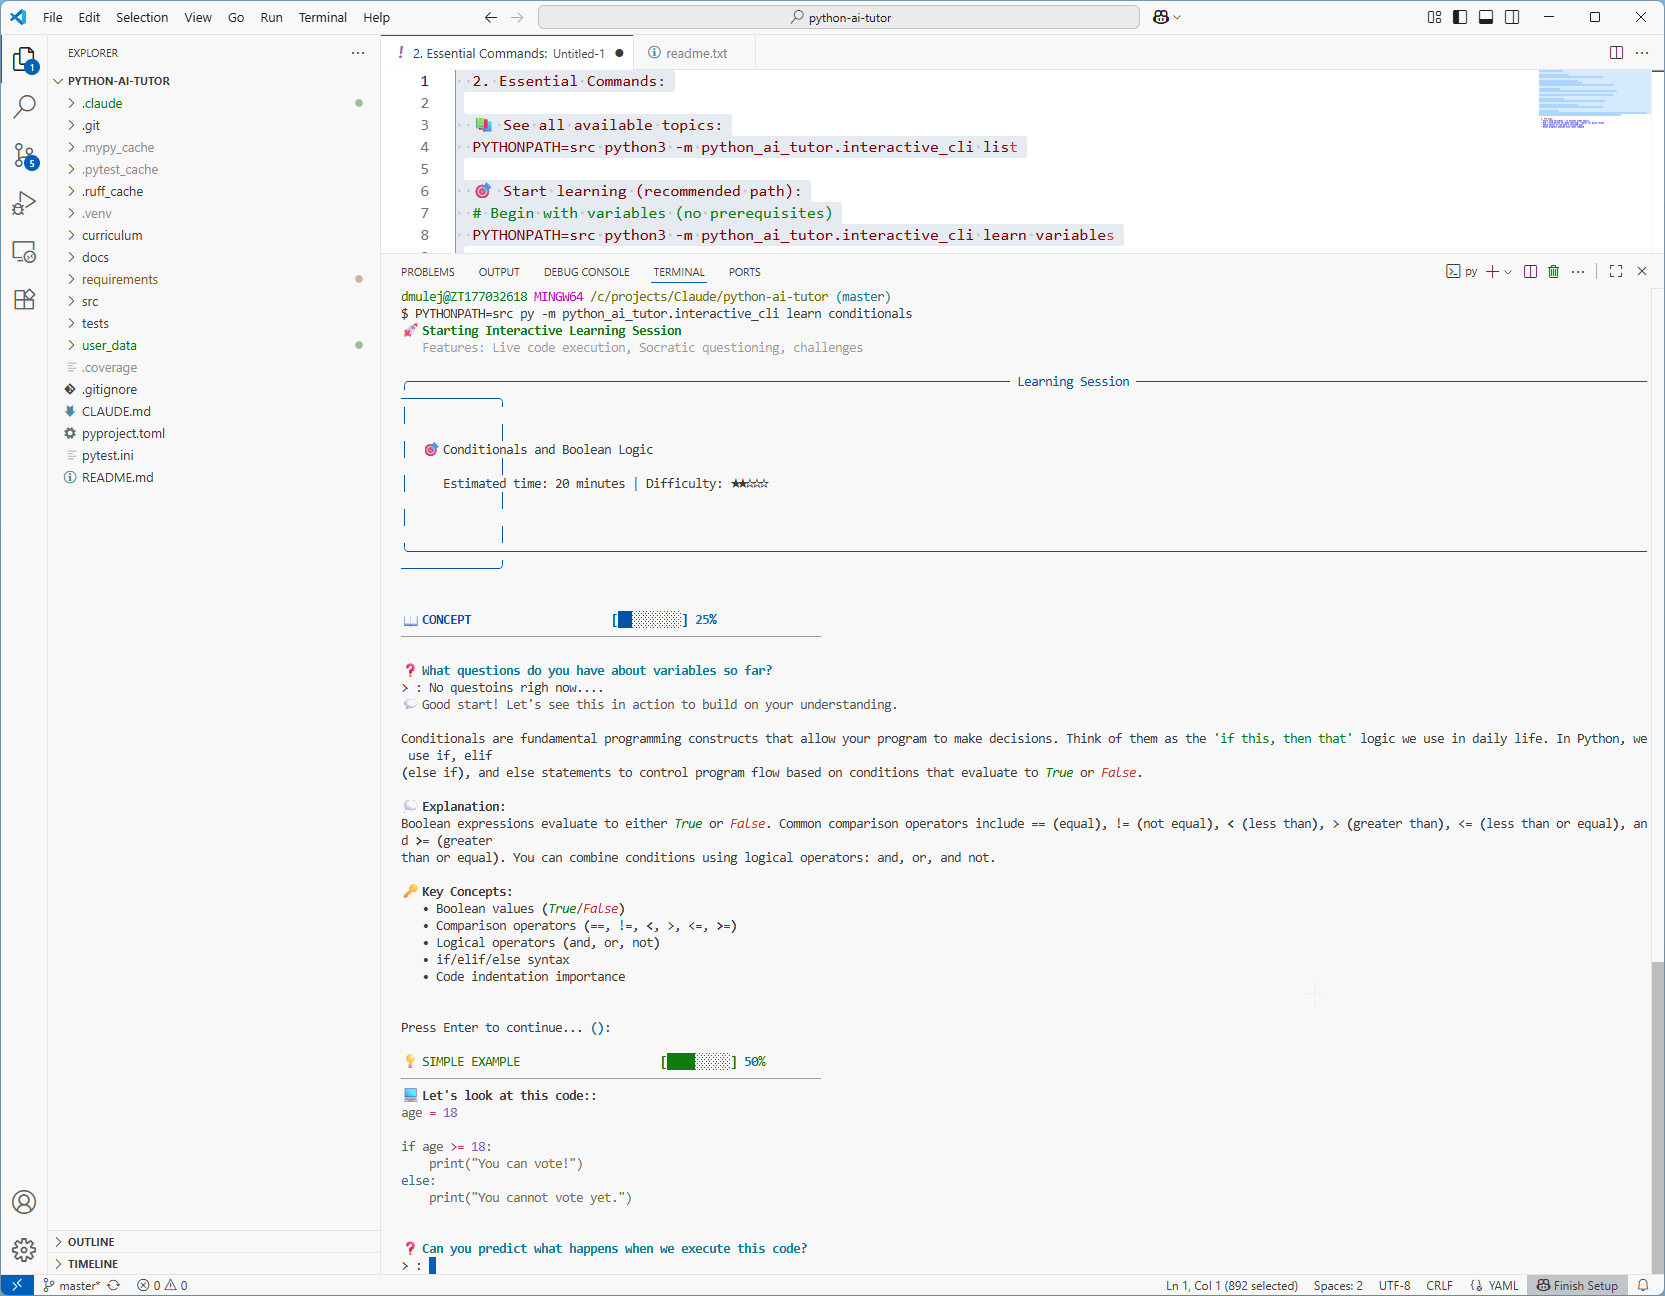 File Edit Selection View Go Run Terminal Help
python-ai-tutor
EXPLORER
PYTHON-AI-TUTOR
.claude
.git
.mypy_cache
.pytest_cache
.ruff_cache
.venv
curriculum
docs
requirements
src
tests
user_data
.coverage
.gitignore
CLAUDE.md
pyproject.toml
pytest.ini
README.md
OUTLINE
TIMELINE
1
5
! 2. Essential Commands: Untitled-1
readme.txt
1 2. Essential Commands:
2
3 📚 See all available topics:
4 PYTHONPATH=src python3 -m python_ai_tutor.interactive_cli list
5
6 🎯 Start learning (recommended path):
7 # Begin with variables (no prerequisites)
8 PYTHONPATH=src python3 -m python_ai_tutor.interactive_cli learn variables
PROBLEMS OUTPUT DEBUG CONSOLE TERMINAL PORTS
py
dmulej@ZT177032618 MINGW64 /c/projects/Claude/python-ai-tutor (master)
$ PYTHONPATH=src py -m python_ai_tutor.interactive_cli learn conditionals
🚀 Starting Interactive Learning Session
Features: Live code execution, Socratic questioning, challenges
Learning Session
🎯 Conditionals and Boolean Logic
Estimated time: 20 minutes | Difficulty: ★★☆☆☆
📖 CONCEPT [██░░░░░░░░] 25%
❓ What questions do you have about variables so far?
> : No questoins righ now....
💬 Good start! Let's see this in action to build on your understanding.
Conditionals are fundamental programming constructs that allow your program to make decisions. Think of them as the 'if this, then that' logic we use in daily life. In Python, we
use if, elif
(else if), and else statements to control program flow based on conditions that evaluate to True or False.
💭 Explanation:
Boolean expressions evaluate to either True or False. Common comparison operators include == (equal), != (not equal), < (less than), > (greater than), <= (less than or equal), an
d >= (greater
than or equal). You can combine conditions using logical operators: and, or, and not.
🔑 Key Concepts:
• Boolean values (True/False)
• Comparison operators (==, !=, <, >, <=, >=)
• Logical operators (and, or, not)
• if/elif/else syntax
• Code indentation importance
Press Enter to continue... ():
💡 SIMPLE EXAMPLE [████░░░░░] 50%
💻 Let's look at this code::
age = 18
if age >= 18:
print("You can vote!")
else:
print("You cannot vote yet.")
❓ Can you predict what happens when we execute this code?
> :
master* 0 0
Ln 1, Col 1 (892 selected) Spaces: 2 UTF-8 CRLF YAML Finish Setup